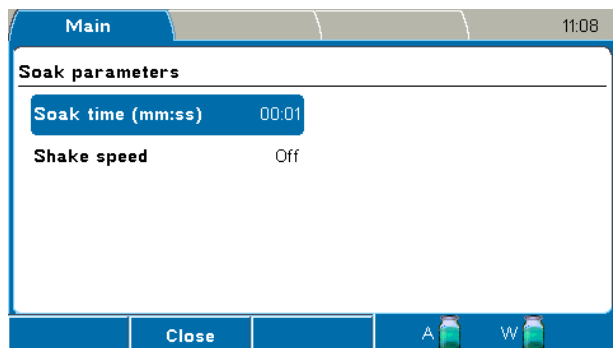 Main 11:08
Soak parameters
Soak time (mm:ss) 00:01
Shake speed Off
Close A W